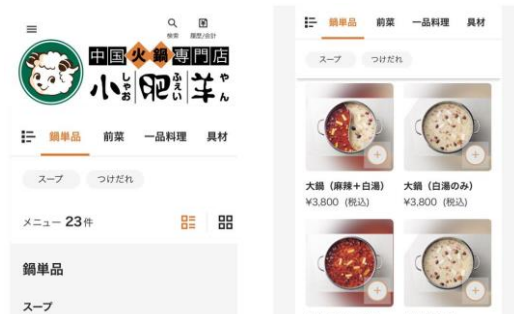 検索
履歴/会計
中国火鍋専門店
小肥羊
しゃお
ふぇい
やん
鍋単品
前菜
一品料理
具材
スープ
つけだれ
メニュー 23件
鍋単品
スープ
鍋単品
前菜
一品料理
具材
スープ
つけだれ
大鍋（麻辣＋白湯）
¥3,800（税込）
大鍋（白湯のみ）
¥3,800（税込）